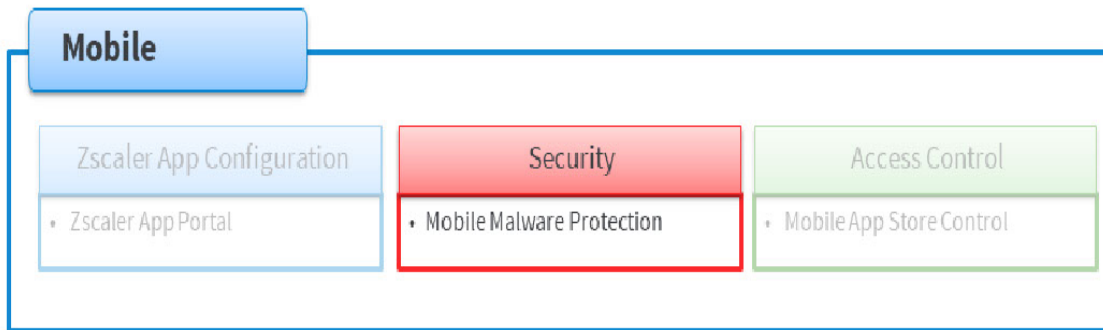 Mobile
Zscaler App Configuration
• Zscaler App Portal
Security
• Mobile Malware Protection
Access Control
• Mobile App Store Control